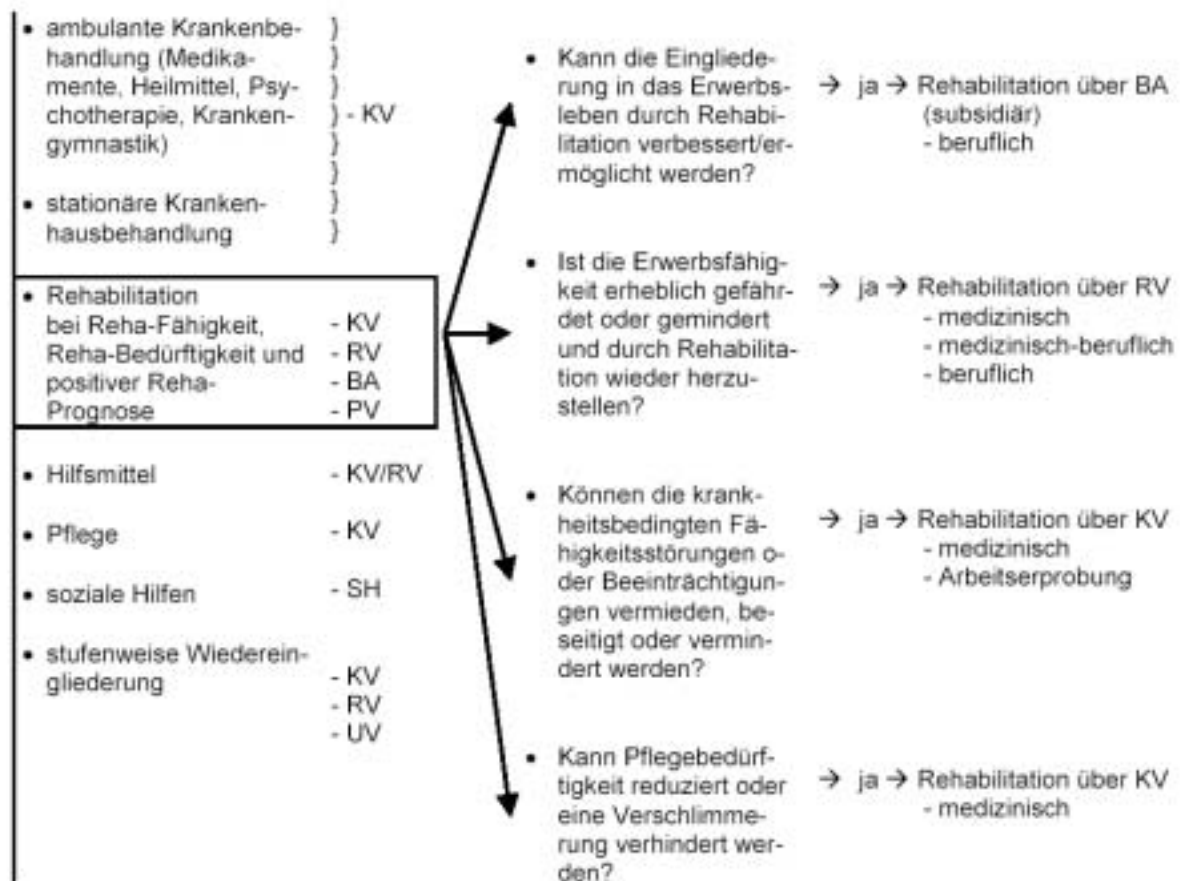 • ambulante Krankenbe- }
handlung (Medika- }
mente, Heilmittel, Psy- }
chotherapie, Kranken- } - KV
gymnastik) }
}
• stationäre Kranken- }
hausbehandlung }
• Rehabilitation
bei Reha-Fähigkeit, - KV
Reha-Bedürftigkeit und - RV
positiver Reha- - BA
Prognose - PV
• Hilfsmittel - KV/RV
• Pflege - KV
• soziale Hilfen - SH
• stufenweise Wiederein-
gliederung - KV
- RV
- UV
• Kann die Eingliede-
rung in das Erwerbs-
leben durch Rehabi-
litation verbessert/er-
möglicht werden?
→ ja → Rehabilitation über BA
(subsidiär)
- beruflich
• Ist die Erwerbsfähig-
keit erheblich gefähr-
det oder gemindert
und durch Rehabilita-
tion wieder herzu-
stellen?
→ ja → Rehabilitation über RV
- medizinisch
- medizinisch-beruflich
- beruflich
• Können die krank-
heitsbedingten Fä-
higkeitsstörungen o-
der Beeinträchtigun-
gen vermieden, be-
seitigt oder vermin-
dert werden?
→ ja → Rehabilitation über KV
- medizinisch
- Arbeitserprobung
• Kann Pflegebedürf-
tigkeit reduziert oder
eine Verschlimme-
rung verhindert wer-
den?
→ ja → Rehabilitation über KV
- medizinisch